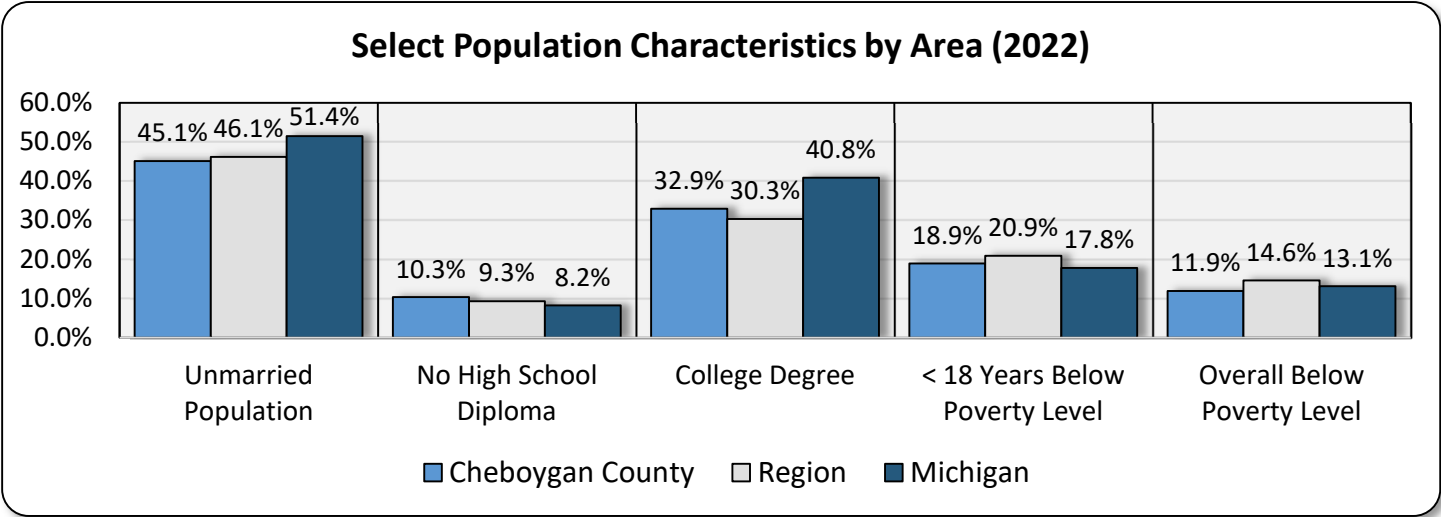 Select Population Characteristics by Area (2022)
60.0%
50.0%
40.0%
30.0%
20.0%
10.0%
0.0%
45.1% 46.1% 51.4%
10.3% 9.3% 8.2%
32.9% 30.3% 40.8%
18.9% 20.9% 17.8%
11.9% 14.6% 13.1%
Unmarried
Population
No High School
Diploma
College Degree
< 18 Years Below
Poverty Level
Overall Below
Poverty Level
Cheboygan County Region Michigan